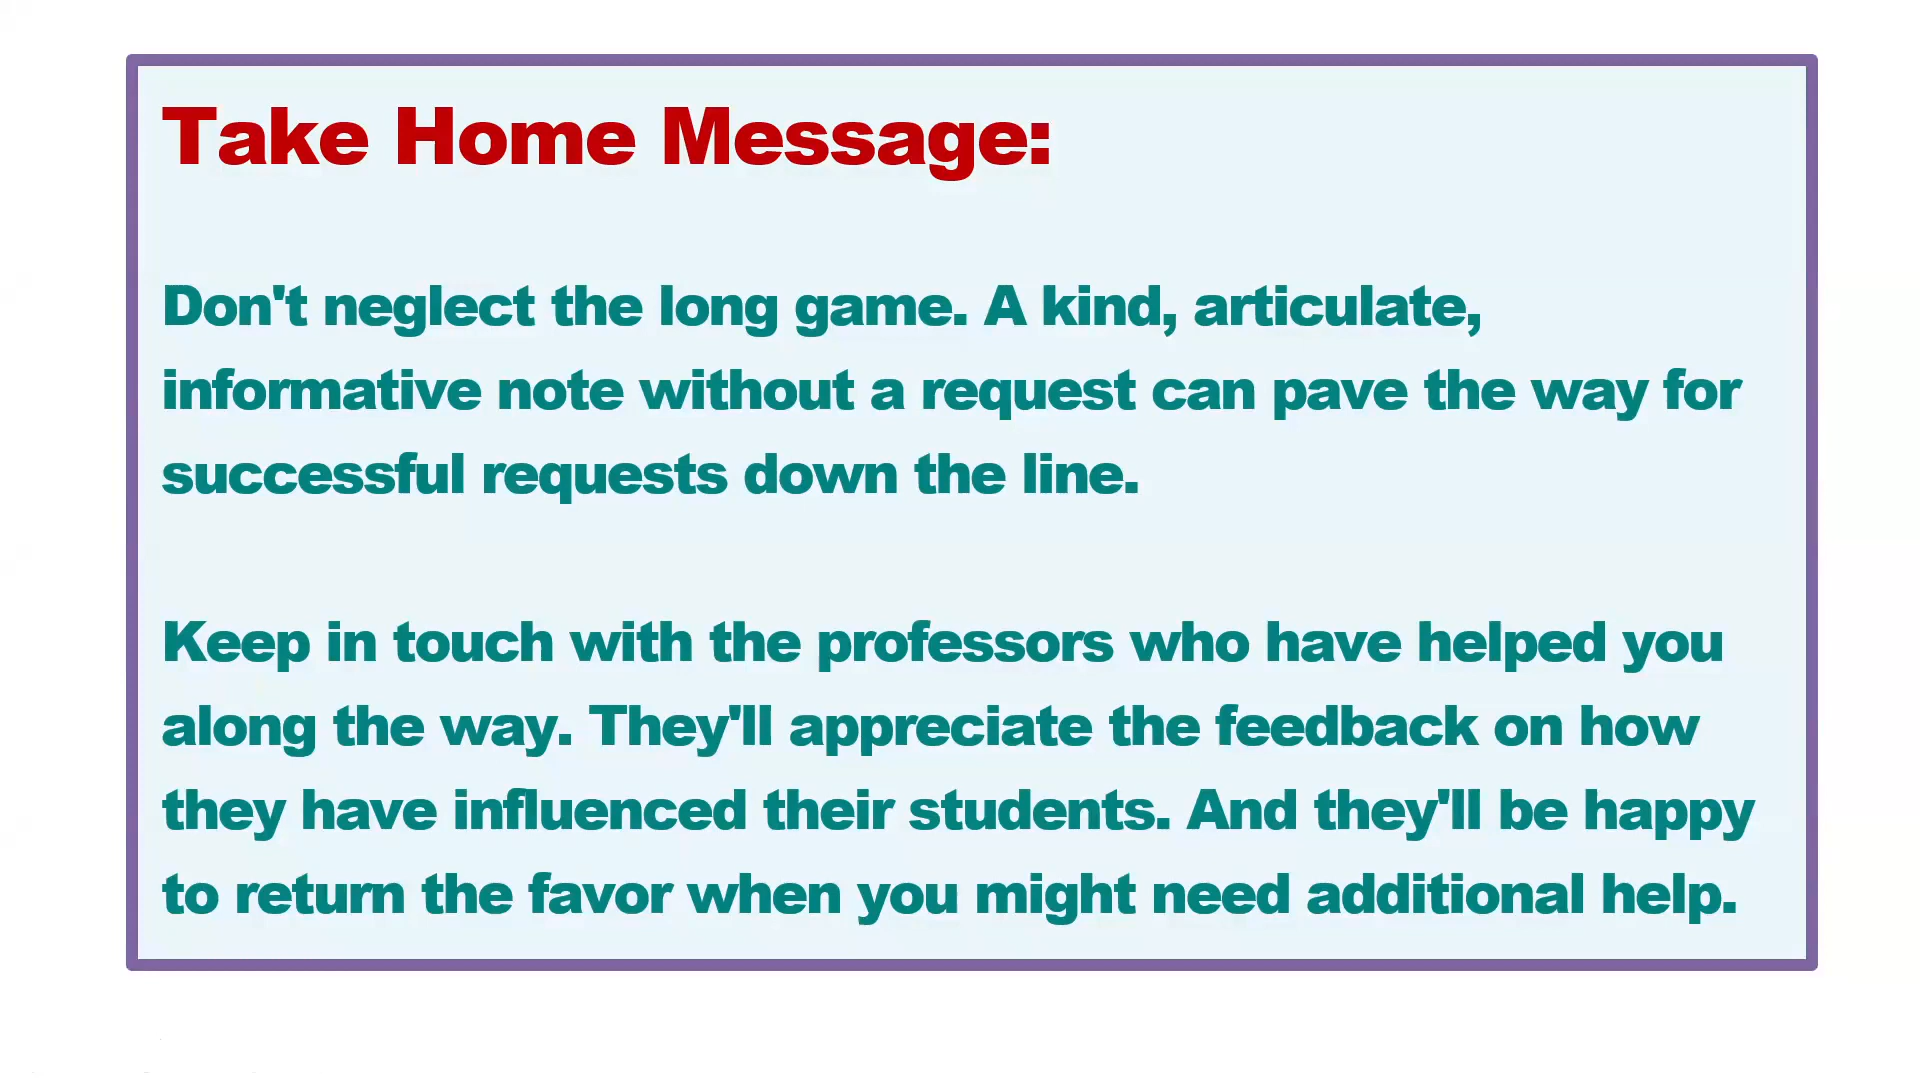 Take Home Message:
Don't neglect the long game. A kind, articulate,
informative note without a request can pave the way for
successful requests down the line.
Keep in touch with the professors who have helped you
along the way. They'll appreciate the feedback on how
they have influenced their students. And they'll be happy
to return the favor when you might need additional help.